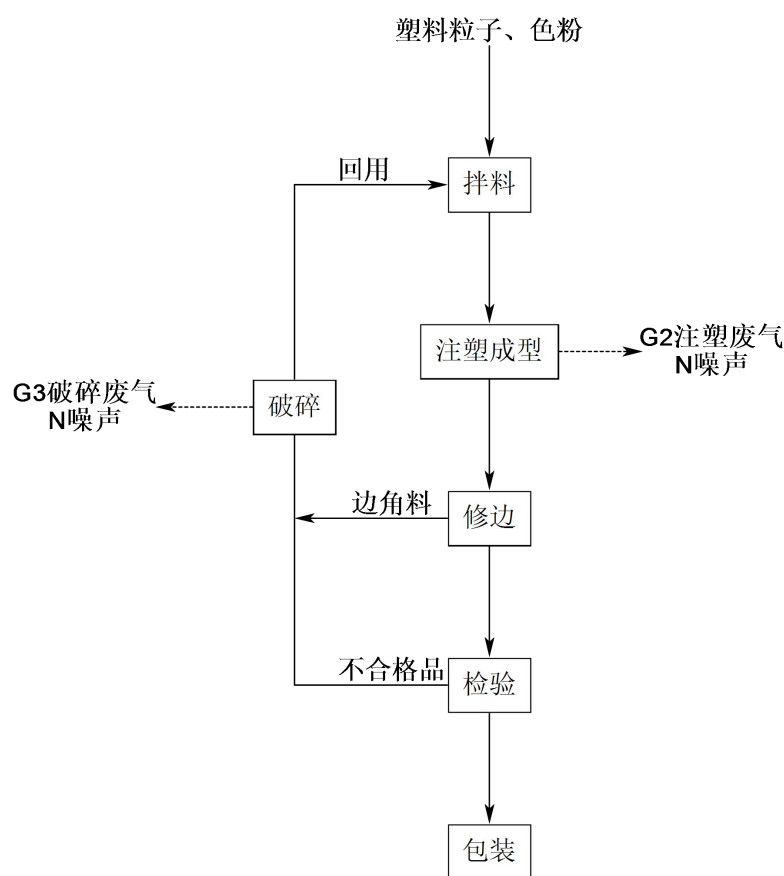 塑料粒子、色粉
回用
拌料
注塑成型
G2注塑废气
N噪声
G3破碎废气
N噪声
破碎
边角料
修边
不合格品
检验
包装